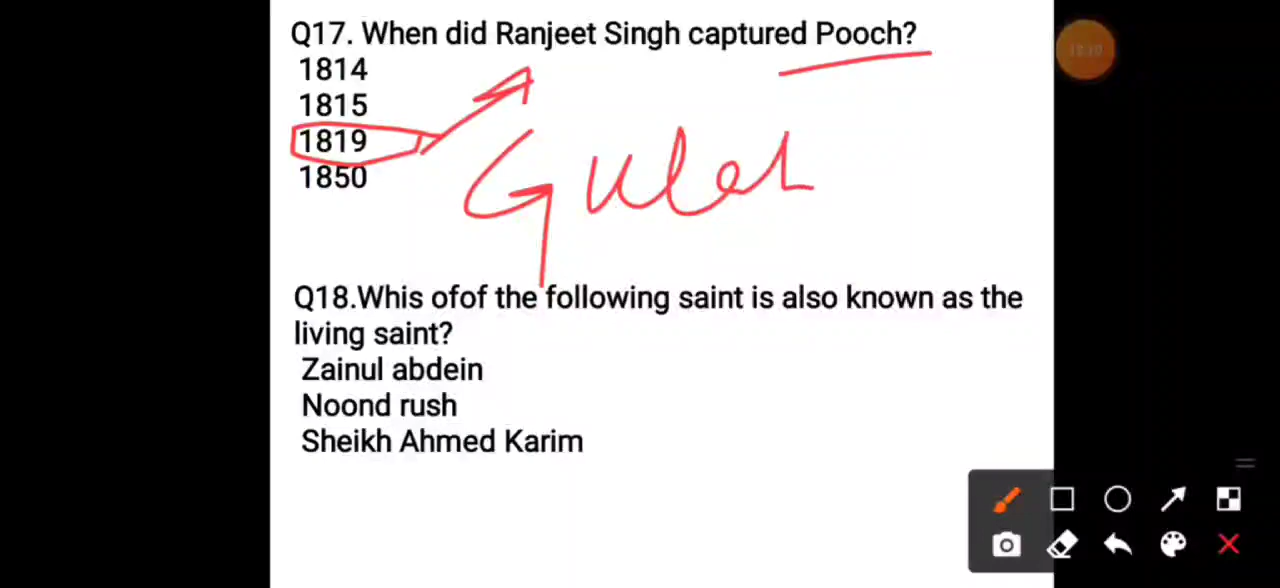 Q17. When did Ranjeet Singh captured Pooch?
1814
1815
1819
1850
Q18.Whis ofof the following saint is also known as the
living saint?
Zainul abdein
Noond rush
Sheikh Ahmed Karim